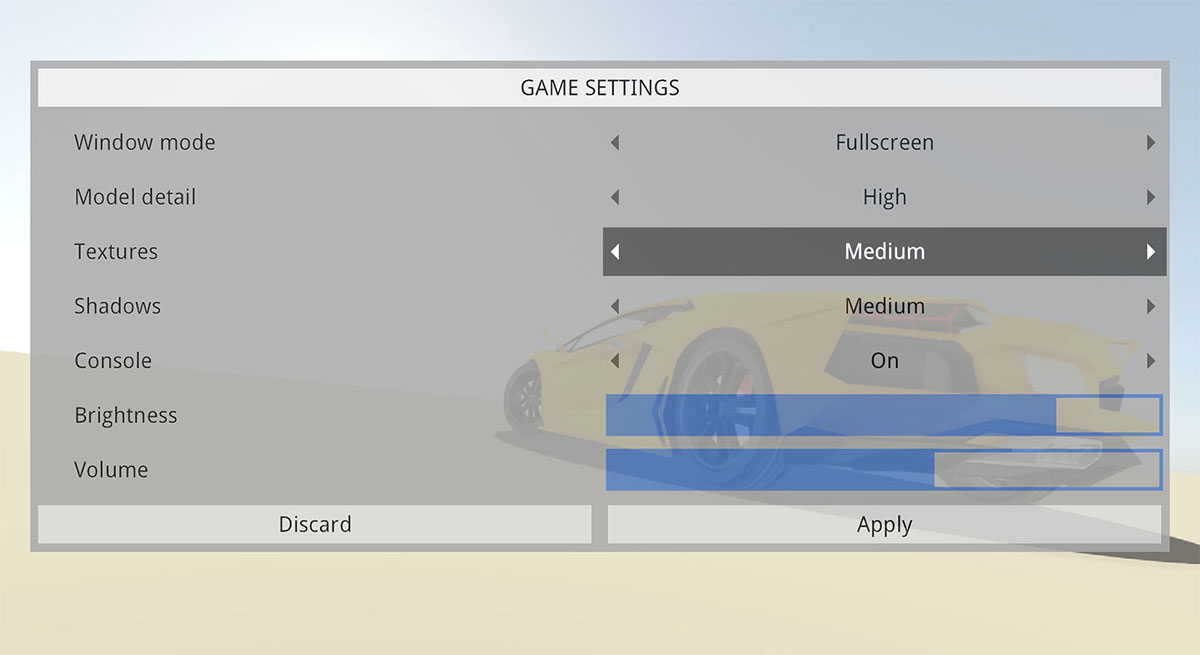 GAME SETTINGS
Window mode Fullscreen
Model detail High
Textures Medium
Shadows Medium
Console On
Brightness
Volume
Discard Apply